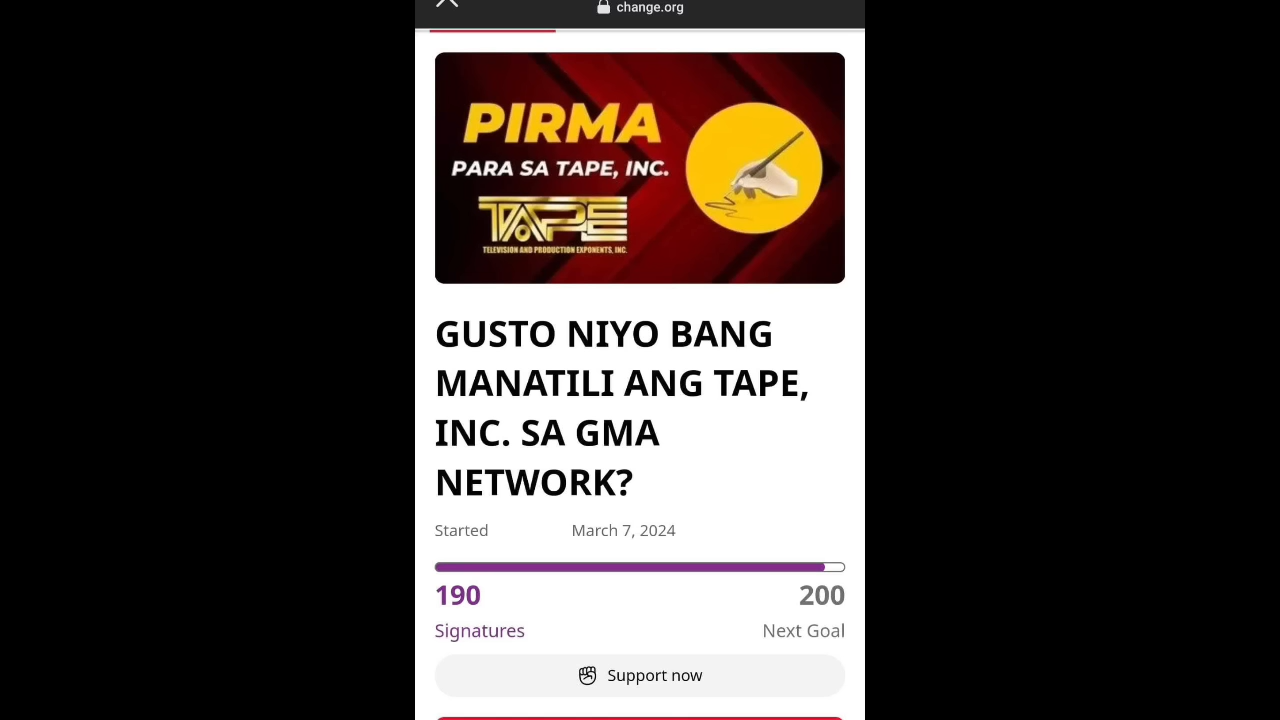 change.org
PIRMA
PARA SA TAPE, INC.
TAPE
TELEVISION AND PRODUCTION EXPONENTS, INC.
GUSTO NIYO BANG
MANATILI ANG TAPE,
INC. SA GMA
NETWORK?
Started March 7, 2024
190 200
Signatures Next Goal
Support now